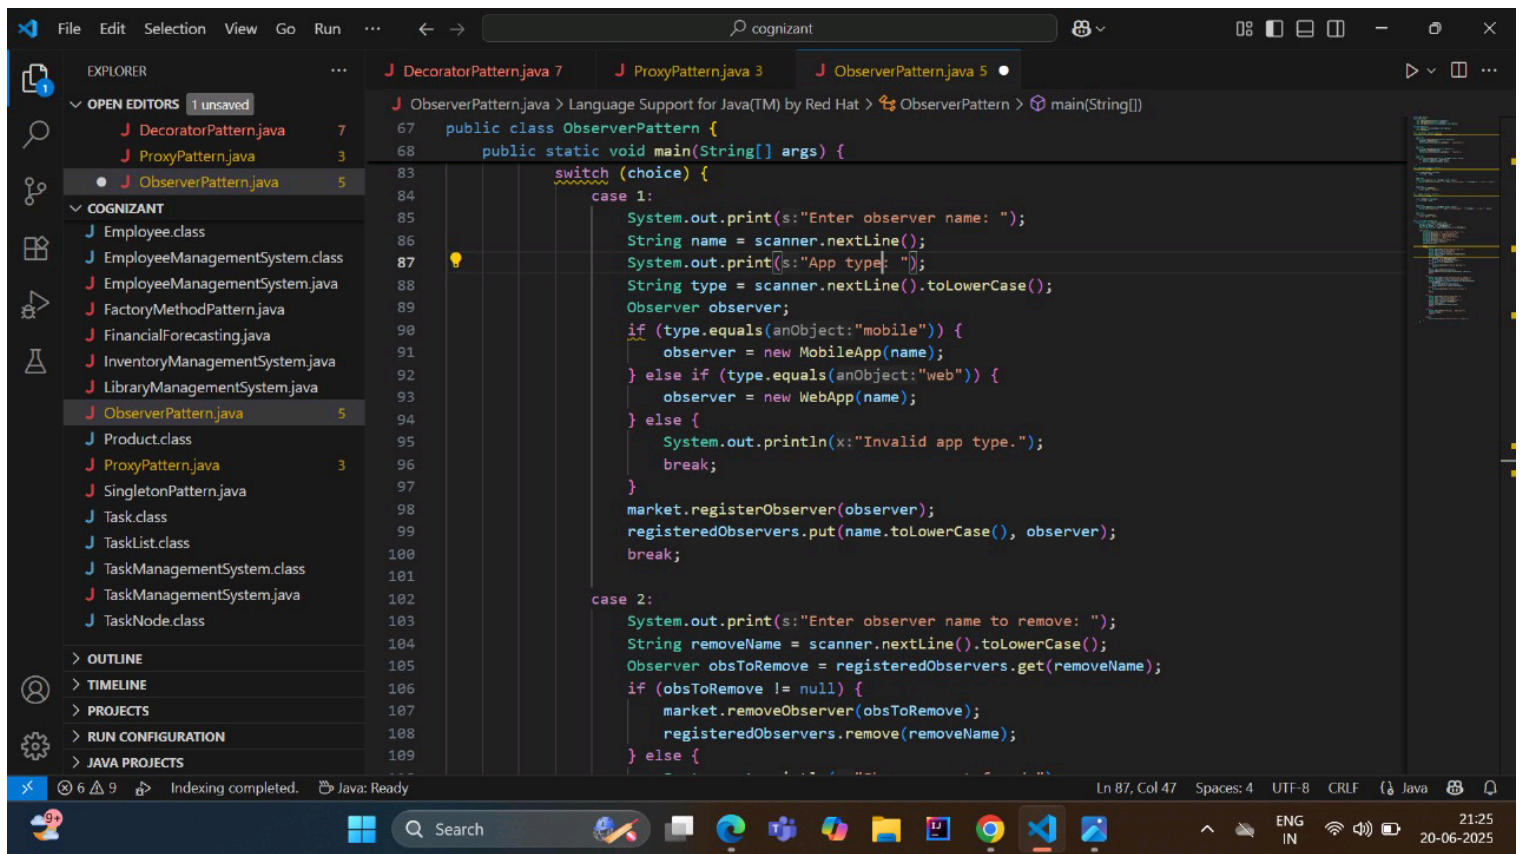 File Edit Selection View Go Run ··· cognizant
EXPLORER ···
OPEN EDITORS 1 unsaved
J DecoratorPattern.java 7
J ProxyPattern.java 3
● J ObserverPattern.java 5
COGNIZANT
J Employee.class
J EmployeeManagementSystem.class
J EmployeeManagementSystem.java
J FactoryMethodPattern.java
J FinancialForecasting.java
J InventoryManagementSystem.java
J LibraryManagementSystem.java
J ObserverPattern.java 5
J Product.class
J ProxyPattern.java 3
J SingletonPattern.java
J Task.class
J TaskList.class
J TaskManagementSystem.class
J TaskManagementSystem.java
J TaskNode.class
> OUTLINE
> TIMELINE
> PROJECTS
> RUN CONFIGURATION
> JAVA PROJECTS
1
J DecoratorPattern.java 7 J ProxyPattern.java 3 J ObserverPattern.java 5 ●
J ObserverPattern.java > Language Support for Java(TM) by Red Hat > ObserverPattern > main(String[])
67 public class ObserverPattern {
68 public static void main(String[] args) {
83 switch (choice) {
84 case 1:
85 System.out.print(s:"Enter observer name: ");
86 String name = scanner.nextLine();
87 System.out.print(s:"App type: ");
88 String type = scanner.nextLine().toLowerCase();
89 Observer observer;
90 if (type.equals(anObject:"mobile")) {
91 observer = new MobileApp(name);
92 } else if (type.equals(anObject:"web")) {
93 observer = new WebApp(name);
94 } else {
95 System.out.println(x:"Invalid app type.");
96 break;
97 }
98 market.registerObserver(observer);
99 registeredObservers.put(name.toLowerCase(), observer);
100 break;
101
102 case 2:
103 System.out.print(s:"Enter observer name to remove: ");
104 String removeName = scanner.nextLine().toLowerCase();
105 Observer obsToRemove = registeredObservers.get(removeName);
106 if (obsToRemove != null) {
107 market.removeObserver(obsToRemove);
108 registeredObservers.remove(removeName);
109 } else {
6 9 Indexing completed. Java: Ready Ln 87, Col 47 Spaces: 4 UTF-8 CRLF Java
9+ Search ENG IN 21:25
20-06-2025